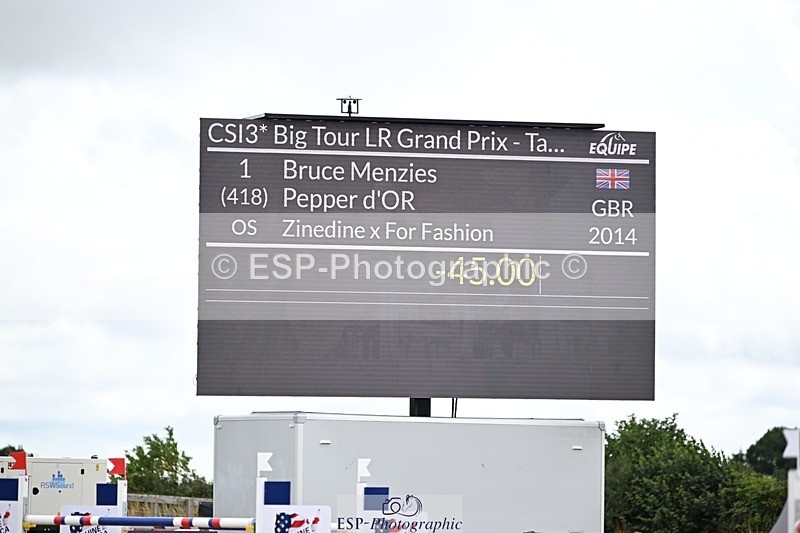 CSI3* Big Tour LR Grand Prix - Ta...
EQUIPE
1 Bruce Menzies
(418) Pepper d'OR GBR
OS Zinedine x For Fashion 2014
-45.00
© ESP-Photographic ©
ESP-Photographic